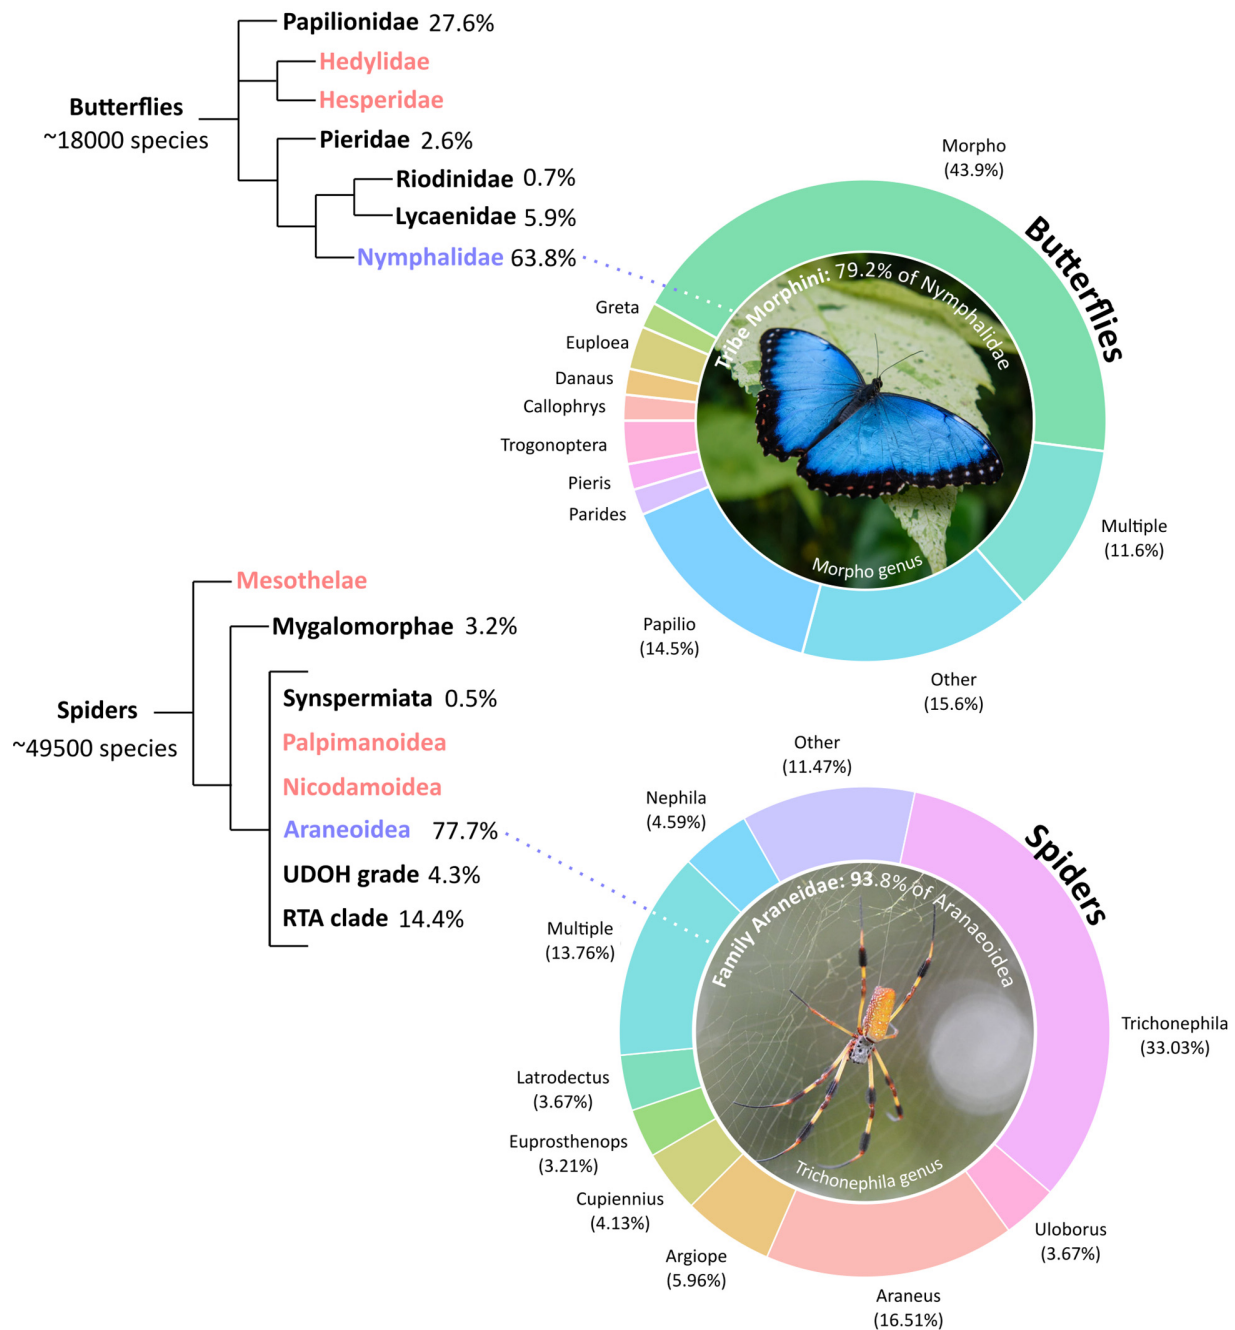 Papilionidae 27.6%
Hedylidae
Hesperidae
Butterflies
~18000 species
Pieridae 2.6%
Riodinidae 0.7%
Lycaenidae 5.9%
Nymphalidae 63.8%
Morpho
(43.9%)
Butterflies
Tribe Morphini: 79.2% of Nymphalidae
Greta
Euploea
Danaus
Callophrys
Trogonoptera
Pieris
Parides
Morpho genus
Multiple
(11.6%)
Papilio
(14.5%)
Other
(15.6%)
Mesothelae
Mygalomorphae 3.2%
Spiders
~49500 species
Synspermiata 0.5%
Palpimanoidea
Nicodamoidea
Araneoidea 77.7%
UDOH grade 4.3%
RTA clade 14.4%
Other
(11.47%)
Nephila
(4.59%)
Spiders
Family Araneidae: 93.8% of Aranaeoidea
Multiple
(13.76%)
Trichonephila
(33.03%)
Latrodectus
(3.67%)
Euprosthenops
(3.21%)
Cupiennius
(4.13%)
Trichonephila genus
Argiope
(5.96%)
Uloborus
(3.67%)
Araneus
(16.51%)